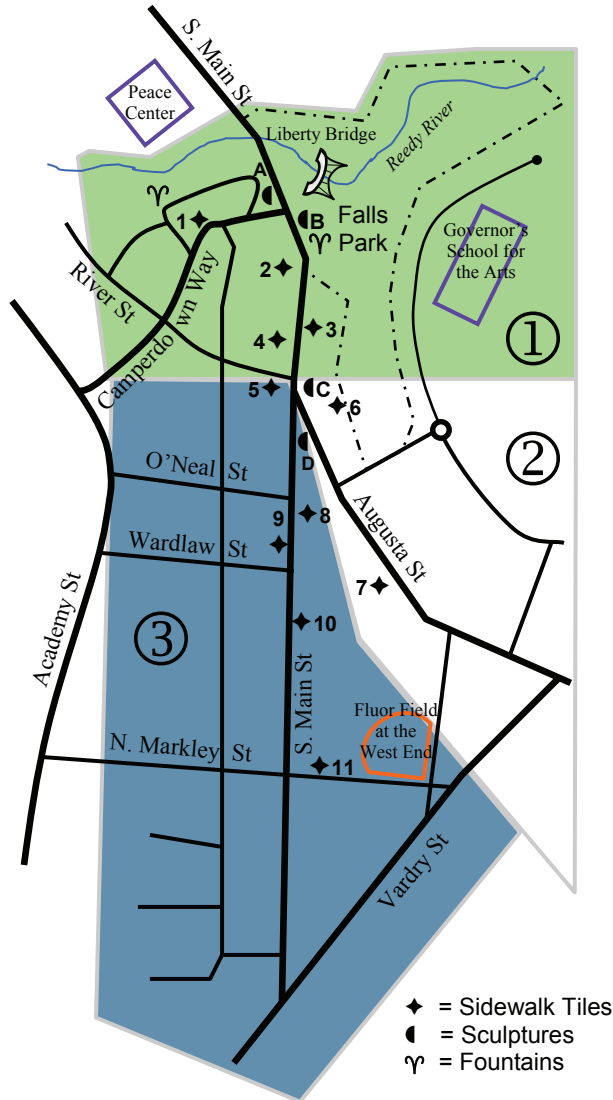 S. Main St
Peace
Center
Liberty Bridge
Reedy River
A
1
B
Falls
Park
Governor's
School for
the Arts
2
River St
Camperdown Way
3
4
①
5
C
6
D
②
O'Neal St
9
8
Augusta St
Wardlaw St
7
Academy St
③
10
S. Main St
Fluor Field
at the
West End
N. Markley St
11
Vardry St
= Sidewalk Tiles
= Sculptures
= Fountains